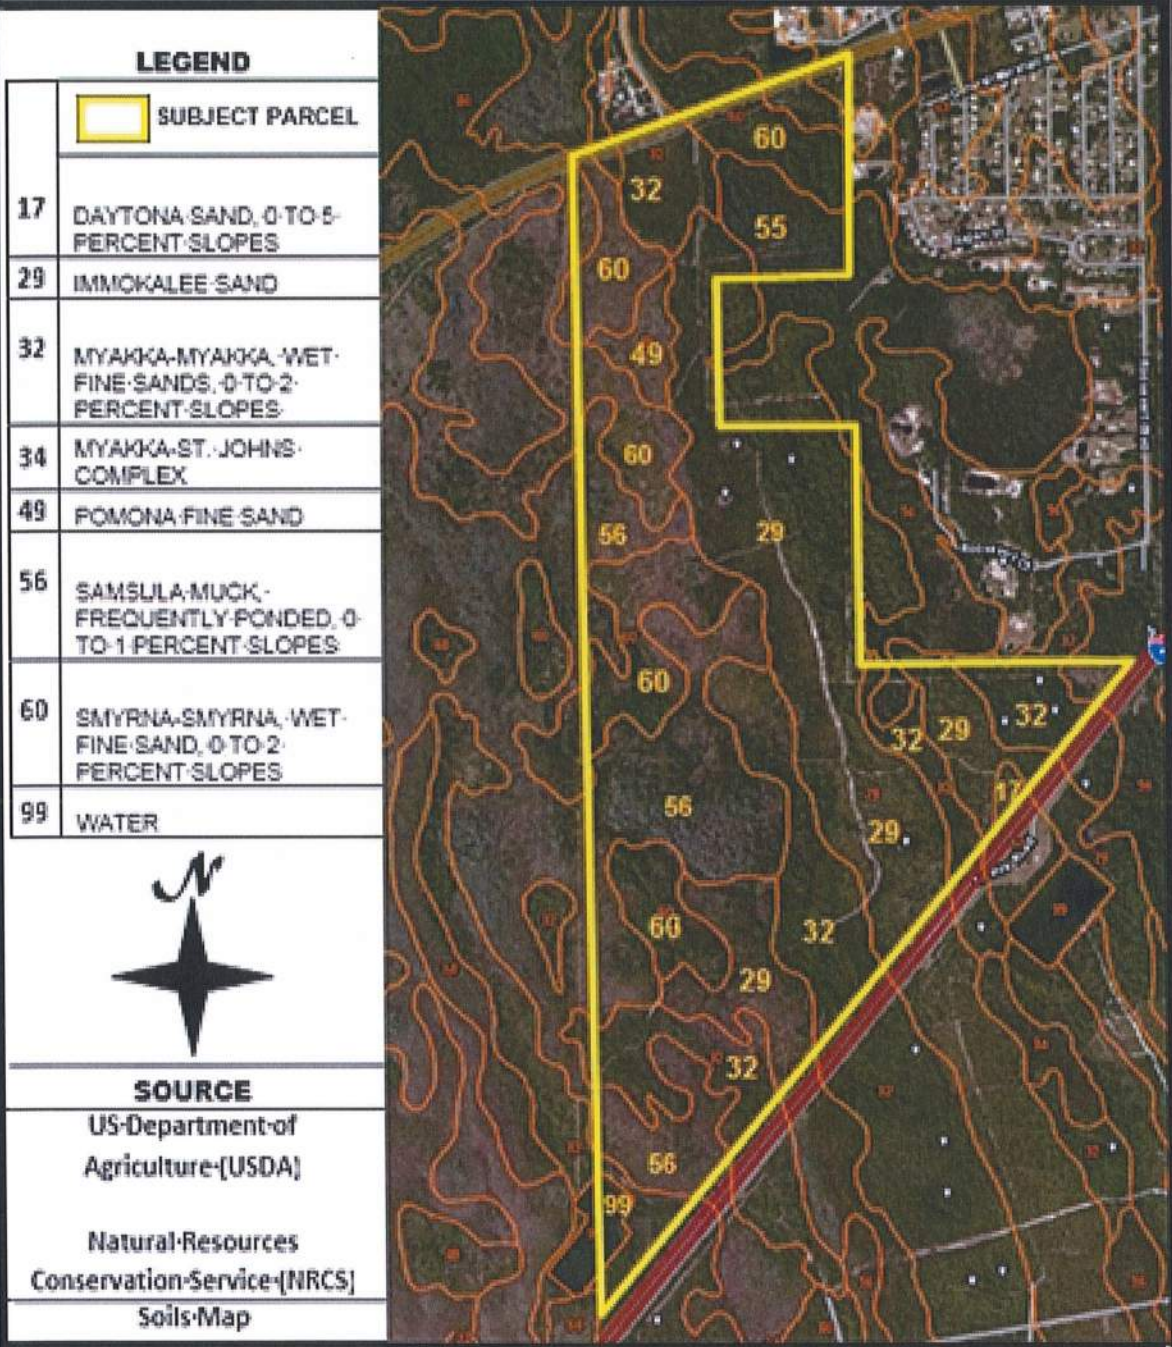 LEGEND
SUBJECT PARCEL
17
DAYTONA SAND, 0 TO 5
PERCENT SLOPES
29
IMMOKALEE SAND
32
MYAKKA-MYAKKA, WET
FINE SANDS, 0 TO 2
PERCENT SLOPES
34
MYAKKA-ST. JOHNS
COMPLEX
49
POMONA FINE SAND
56
SAMSULA MUCK,
FREQUENTLY PONDED, 0
TO 1 PERCENT SLOPES
60
SMYRNA-SMYRNA, WET
FINE SAND, 0 TO 2
PERCENT SLOPES
99
WATER
N
SOURCE
US Department of
Agriculture (USDA)
Natural Resources
Conservation Service (NRCS)
Soils Map
60
32
55
60
49
60
56
29
60
32
29
32
56
17
29
60
32
29
32
56
99